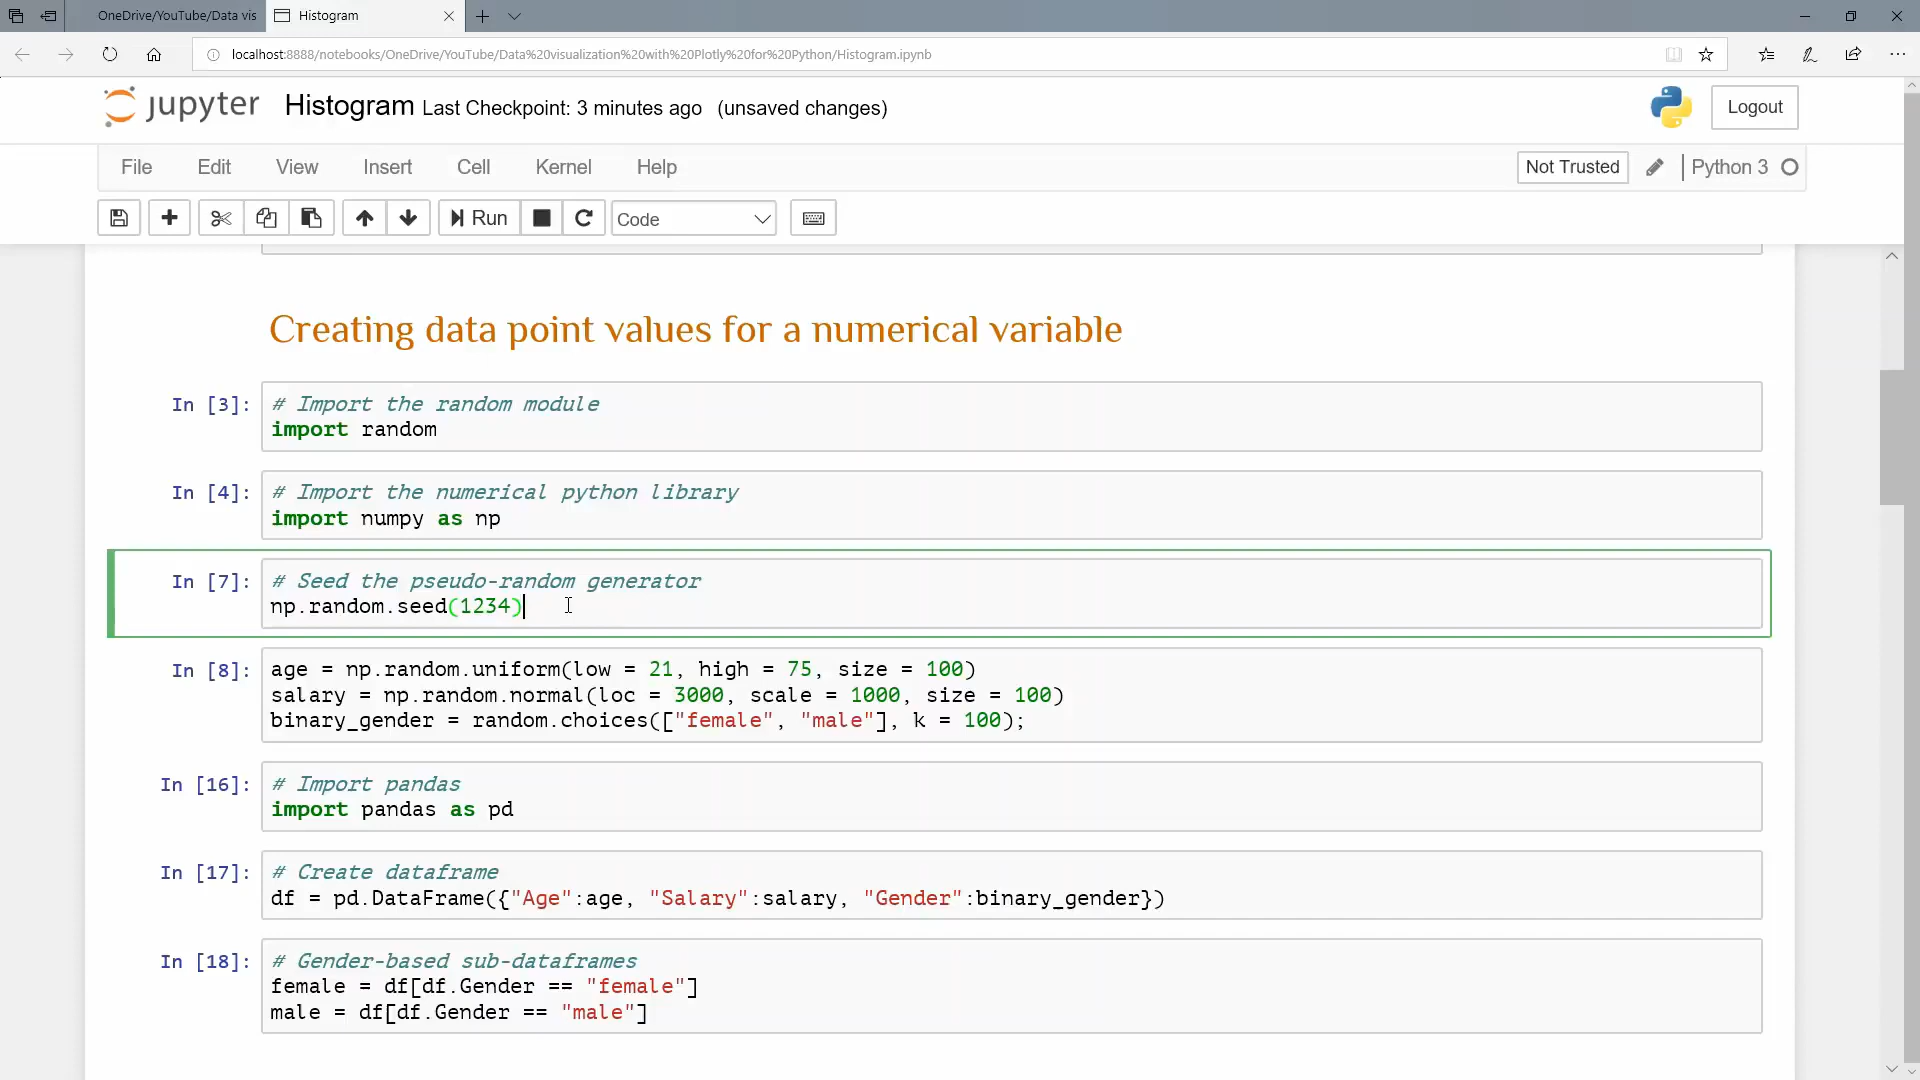 OneDrive/YouTube/Data vis
Histogram
localhost:8888/notebooks/OneDrive/YouTube/Data%20visualization%20with%20Plotly%20for%20Python/Histogram.ipynb
jupyter Histogram Last Checkpoint: 3 minutes ago (unsaved changes)
Logout
File Edit View Insert Cell Kernel Help
Not Trusted
Python 3
Run
Code
Creating data point values for a numerical variable
In [3]:
# Import the random module
import random
In [4]:
# Import the numerical python library
import numpy as np
In [7]:
# Seed the pseudo-random generator
np.random.seed(1234)
In [8]:
age = np.random.uniform(low = 21, high = 75, size = 100)
salary = np.random.normal(loc = 3000, scale = 1000, size = 100)
binary_gender = random.choices(["female", "male"], k = 100);
In [16]:
# Import pandas
import pandas as pd
In [17]:
# Create dataframe
df = pd.DataFrame({"Age":age, "Salary":salary, "Gender":binary_gender})
In [18]:
# Gender-based sub-dataframes
female = df[df.Gender == "female"]
male = df[df.Gender == "male"]